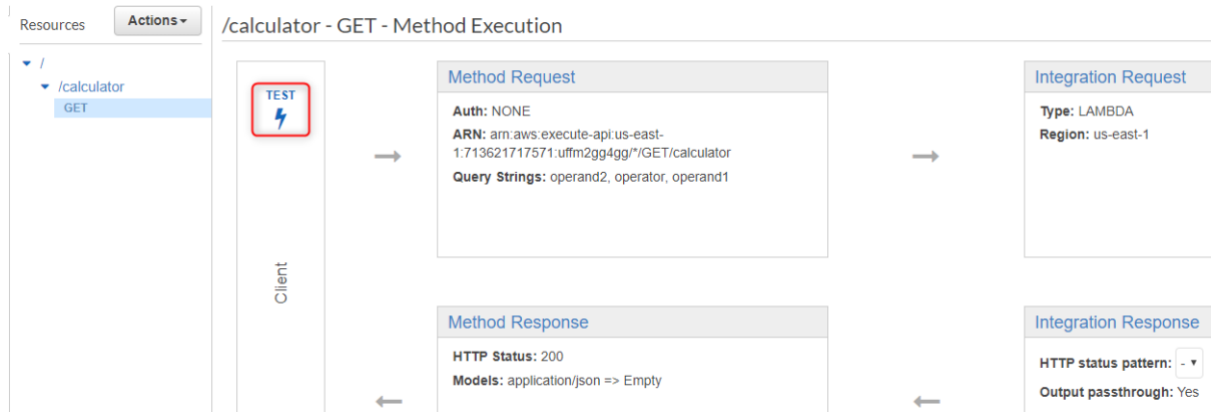 Resources
Actions
/calculator - GET - Method Execution
/
/calculator
GET
TEST
Client
Method Request
Auth: NONE
ARN: arn:aws:execute-api:us-east-
1:713621717571:uffm2gg4gg/*/GET/calculator
Query Strings: operand2, operator, operand1
Integration Request
Type: LAMBDA
Region: us-east-1
Method Response
HTTP Status: 200
Models: application/json => Empty
Integration Response
HTTP status pattern: -
Output passthrough: Yes